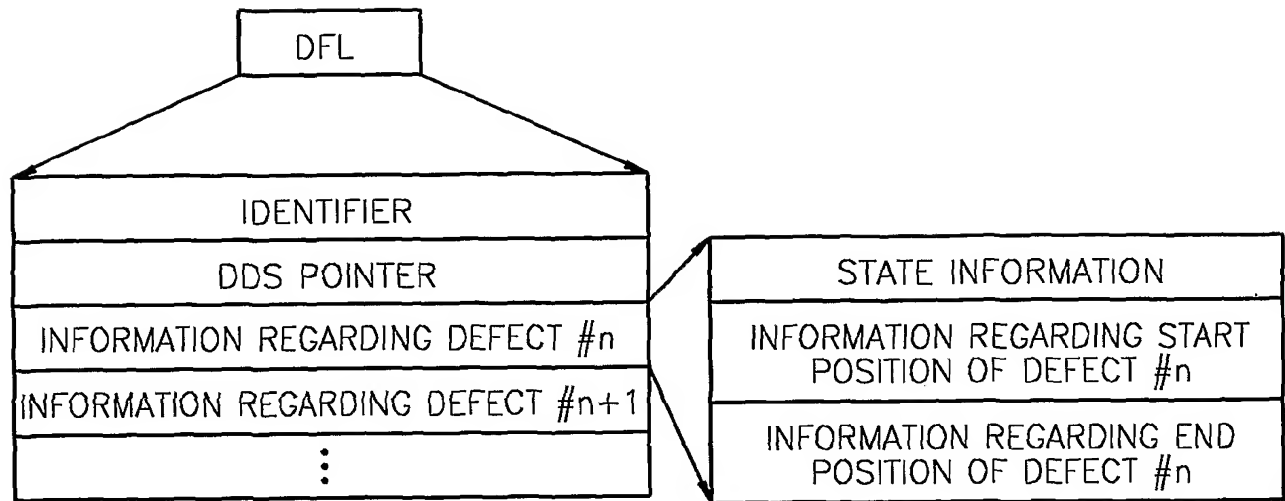 DFL
IDENTIFIER
DDS POINTER
INFORMATION REGARDING DEFECT #n
INFORMATION REGARDING DEFECT #n+1
⋮
STATE INFORMATION
INFORMATION REGARDING START
POSITION OF DEFECT #n
INFORMATION REGARDING END
POSITION OF DEFECT #n